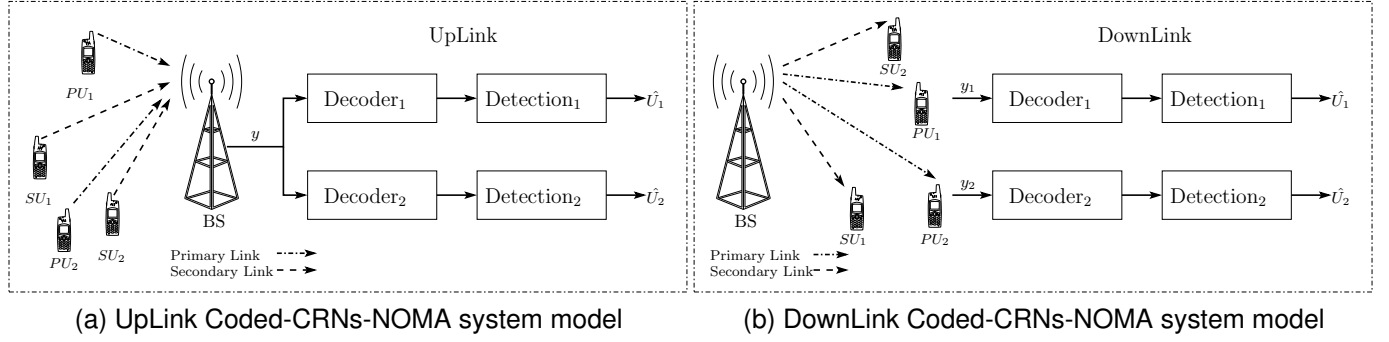 UpLink
PU₁
SU₁
PU₂
SU₂
BS
y
Decoder₁
Detection₁
Û₁
Decoder₂
Detection₂
Û₂
Primary Link
Secondary Link
(a) UpLink Coded-CRNs-NOMA system model
DownLink
SU₂
PU₁
SU₁
PU₂
BS
y₁
Decoder₁
Detection₁
Û₁
y₂
Decoder₂
Detection₂
Û₂
Primary Link
Secondary Link
(b) DownLink Coded-CRNs-NOMA system model